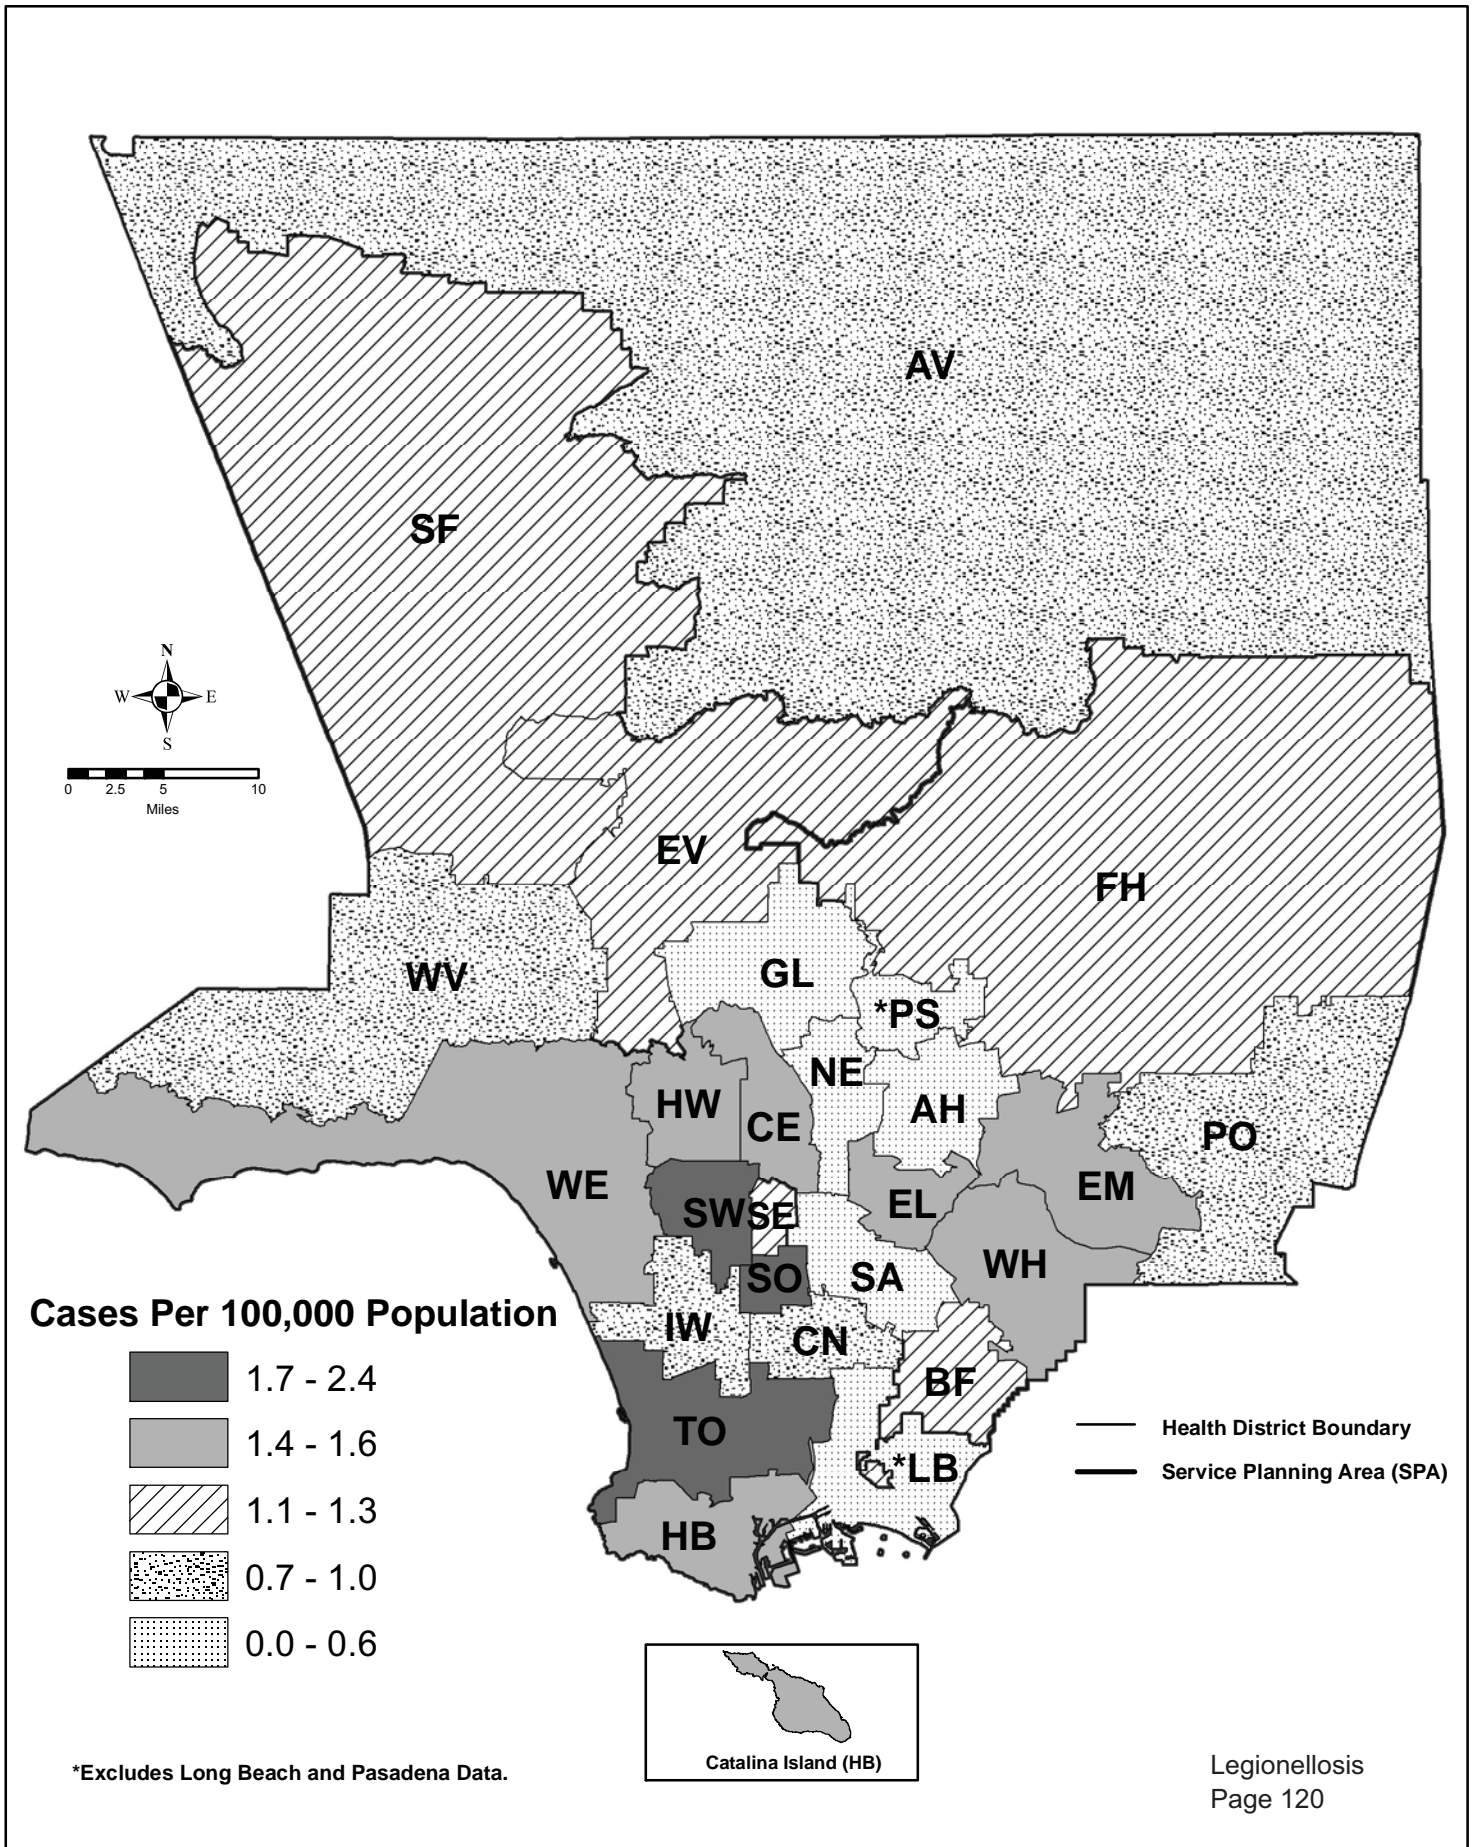 AV
SF
N
W E
S
0 2.5 5 10
Miles
EV
FH
WV
GL
*PS
NE
HW
AH
CE
PO
WE
EM
EL
SW
SE
WH
SO
SA
Cases Per 100,000 Population
IW
CN
1.7 - 2.4
BF
1.4 - 1.6
TO
Health District Boundary
*LB
Service Planning Area (SPA)
1.1 - 1.3
HB
0.7 - 1.0
0.0 - 0.6
Catalina Island (HB)
*Excludes Long Beach and Pasadena Data.
Legionellosis
Page 120